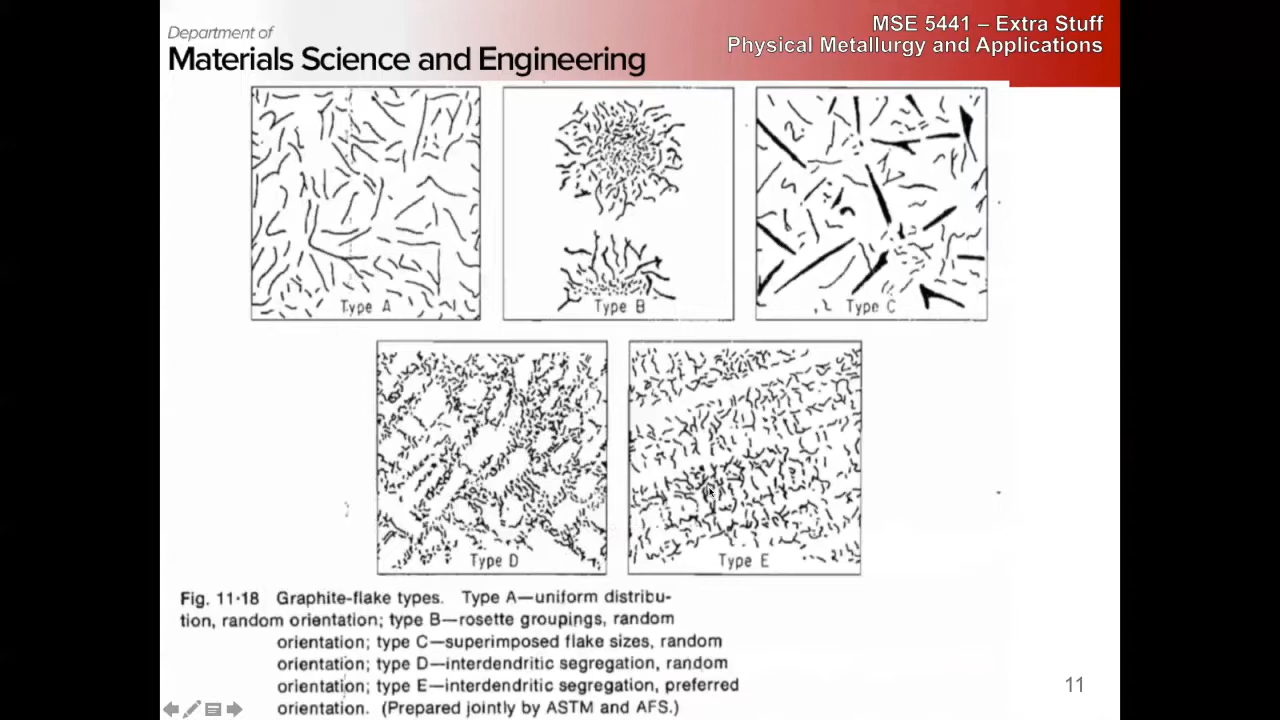 Department of
Materials Science and Engineering
MSE 5441 – Extra Stuff
Physical Metallurgy and Applications
Type A
Type B
Type C
Type D
Type E
Fig. 11·18 Graphite-flake types. Type A—uniform distribu-
tion, random orientation; type B—rosette groupings, random
orientation; type C—superimposed flake sizes, random
orientation; type D—interdendritic segregation, random
orientation; type E—interdendritic segregation, preferred
orientation. (Prepared jointly by ASTM and AFS.)
11